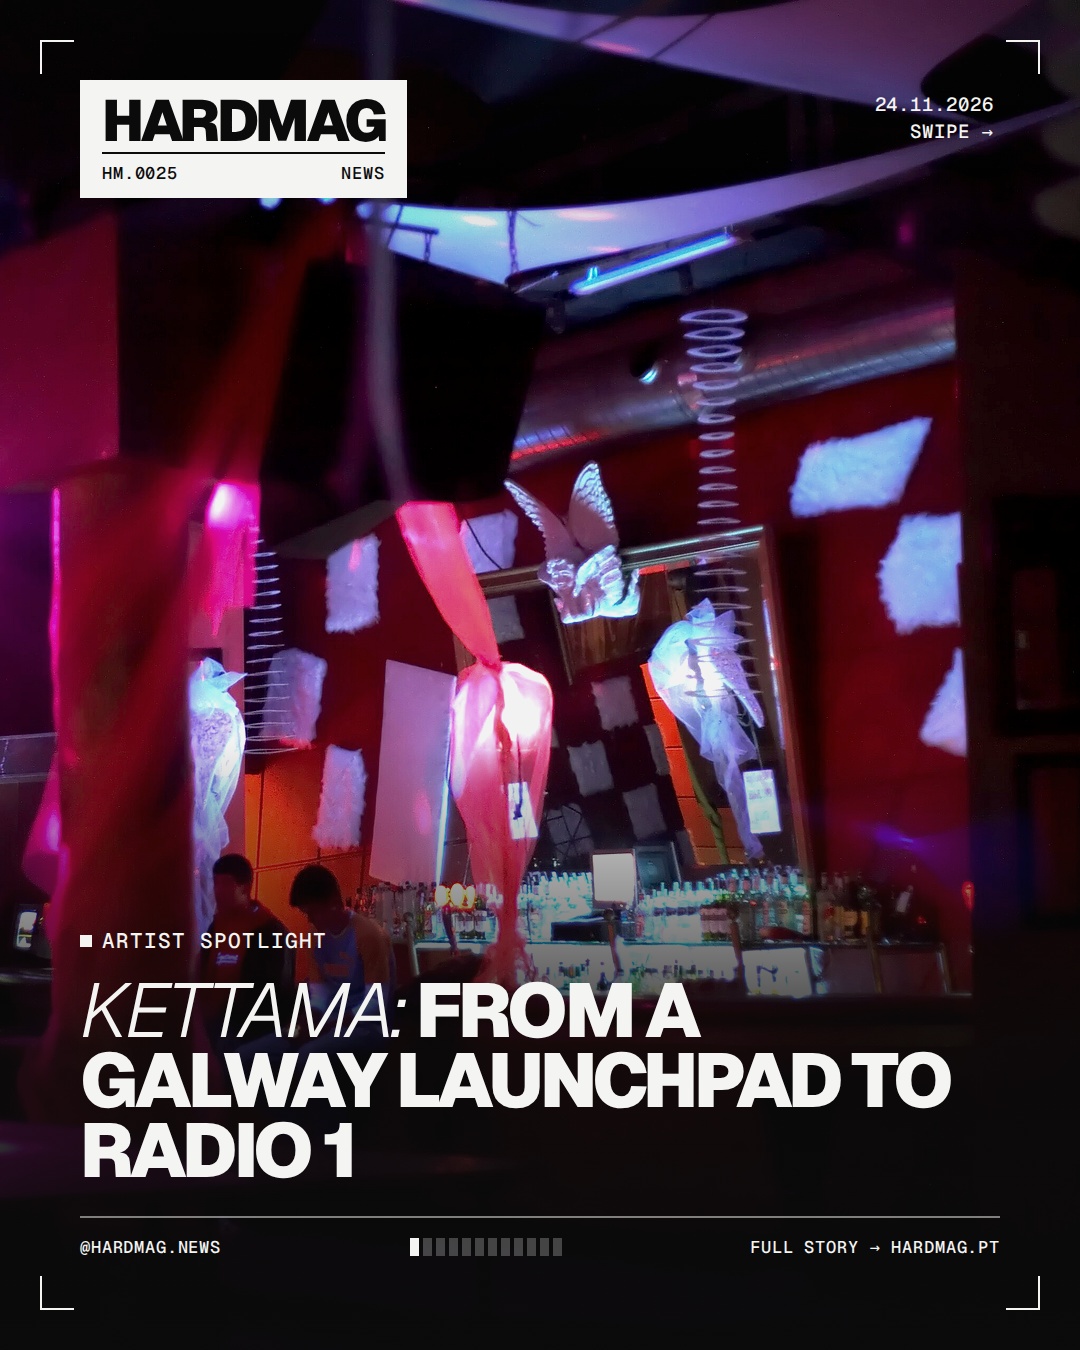 HARDMAG
HM.0025 NEWS
24.11.2026
SWIPE →
ARTIST SPOTLIGHT
KETTAMA: FROM A
GALWAY LAUNCHPAD TO
RADIO 1
@HARDMAG.NEWS
FULL STORY → HARDMAG.PT